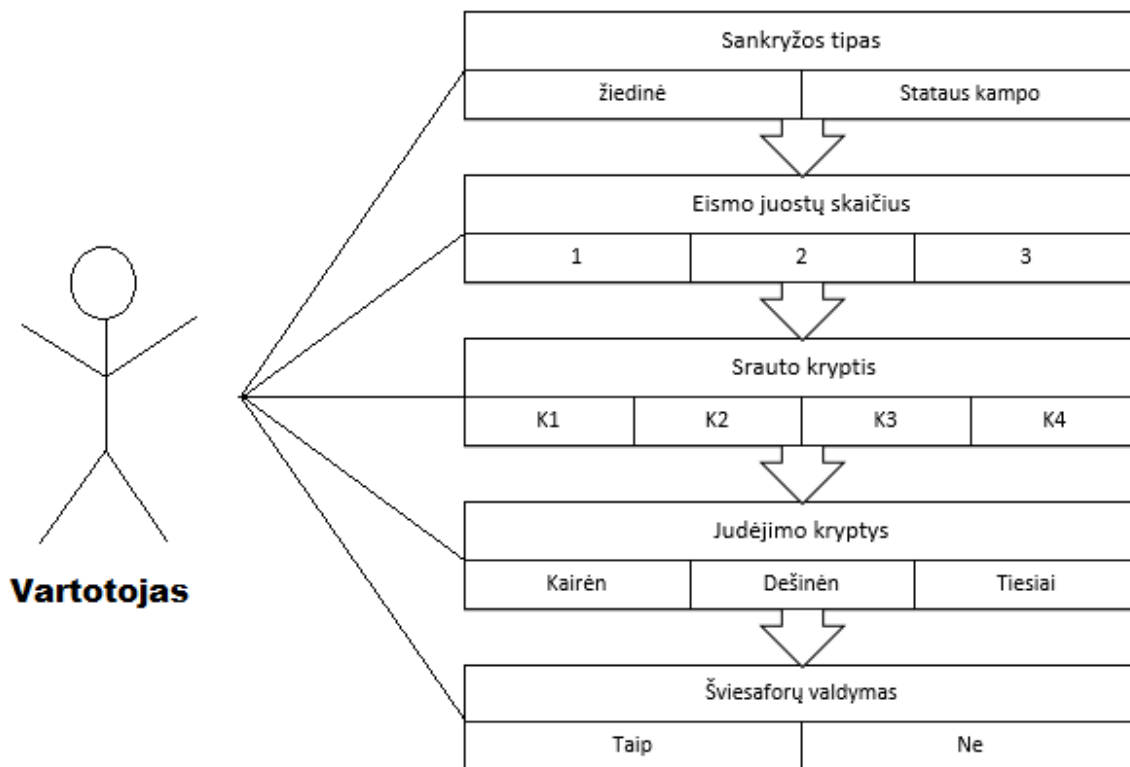 Sankryžos tipas
žiedinė Stataus kampo
Eismo juostų skaičius
1 2 3
Srauto kryptis
K1 K2 K3 K4
Judėjimo kryptys
Kairėn Dešinėn Tiesiai
Šviesaforų valdymas
Taip Ne
Vartotojas